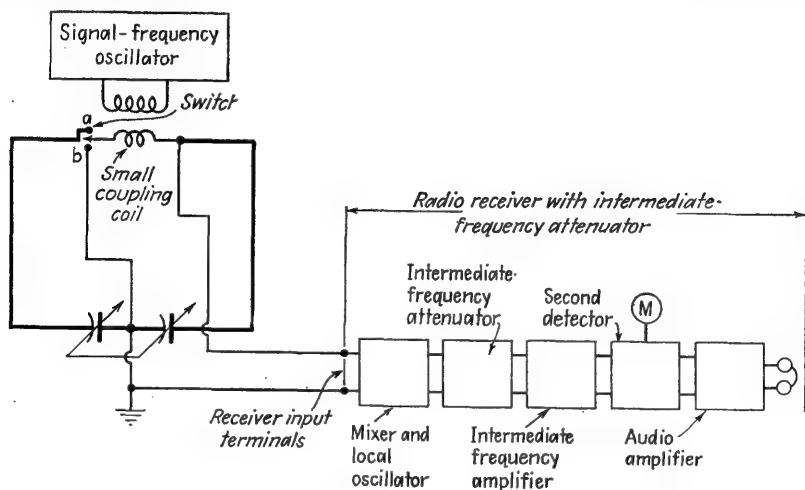 Signal-frequency
oscillator
a
Switch
b
Small
coupling
coil
Radio receiver with intermediate-
frequency attenuator
Intermediate-
frequency
attenuator
Second
detector
M
Receiver input
terminals
Mixer and
local
oscillator
Intermediate
frequency
amplifier
Audio
amplifier